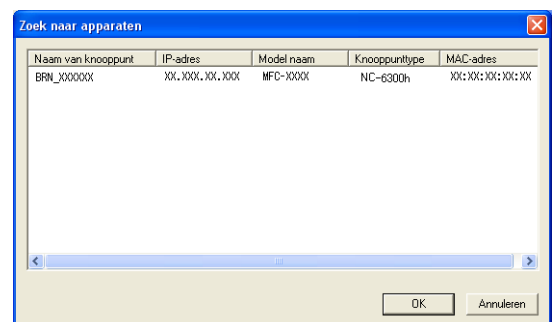 Zoek naar apparaten
Naam van knooppunt IP-adres Model naam Knooppunttype MAC-adres
BRN_XXXXXX XX.XXX.XX.XXX MFC-XXXX NC-6300h XX:XX:XX:XX:XX
OK Annuleren